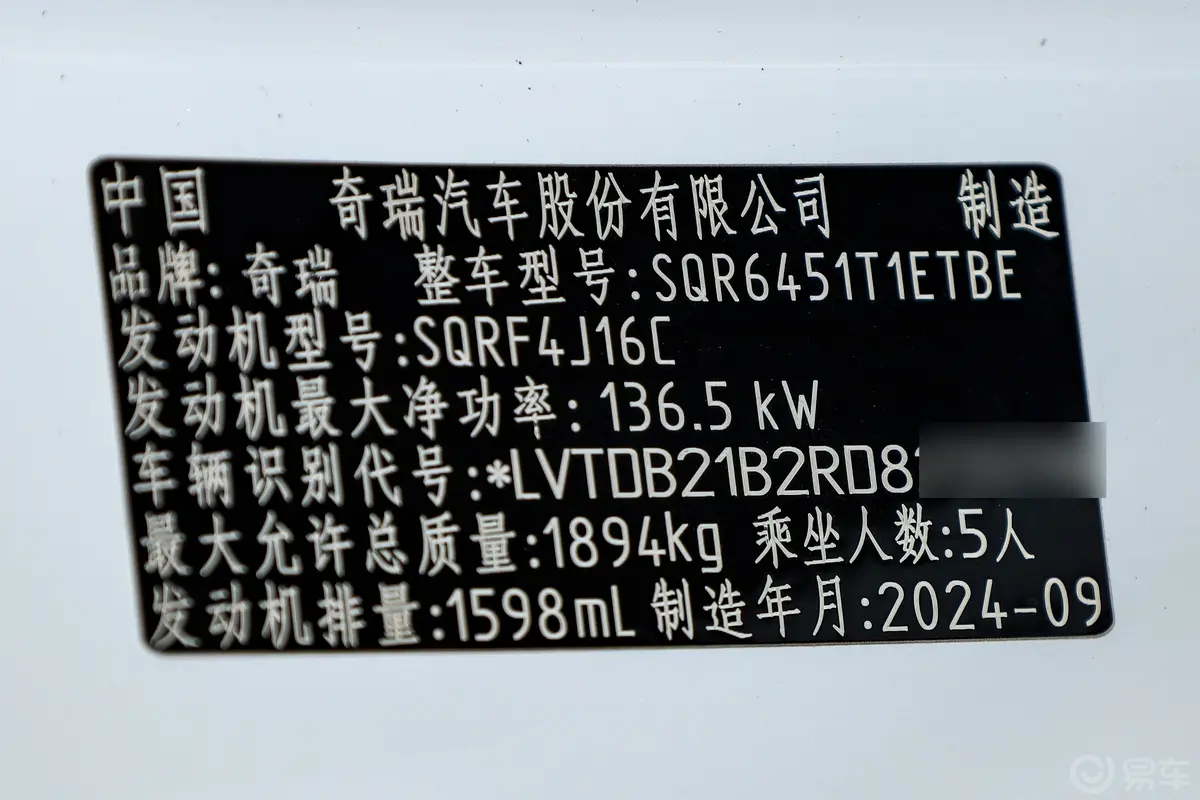 中国 奇瑞汽车股份有限公司 制造
品牌: 奇瑞 整车型号:SQR6451T1ETBE
发动机型号:SQRF4J16C
发动机最大净功率: 136.5 kW
车辆识别代号:*LVTDB21B2RD8
最大允许总质量:1894kg 乘坐人数:5人
发动机排量:1598mL 制造年月:2024-09
易车